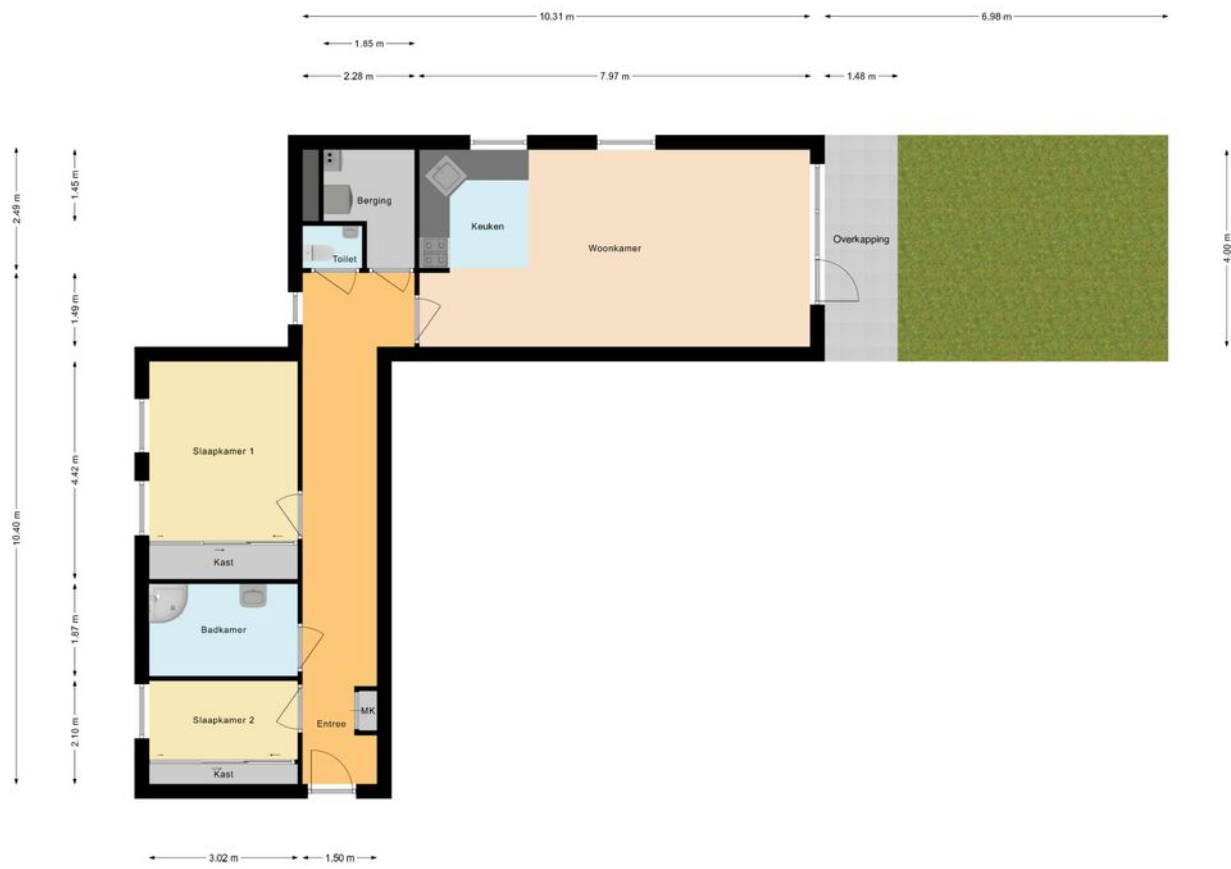 10.31 m
6.98 m
1.85 m
2.28 m
7.97 m
1.48 m
2.49 m
1.45 m
4.00 m
Berging
Keuken
Woonkamer
Overkapping
Toilet
1.49 m
10.40 m
4.42 m
Slaapkamer 1
Kast
1.87 m
Badkamer
2.10 m
Slaapkamer 2
Entree
MK
Kast
3.02 m
1.50 m